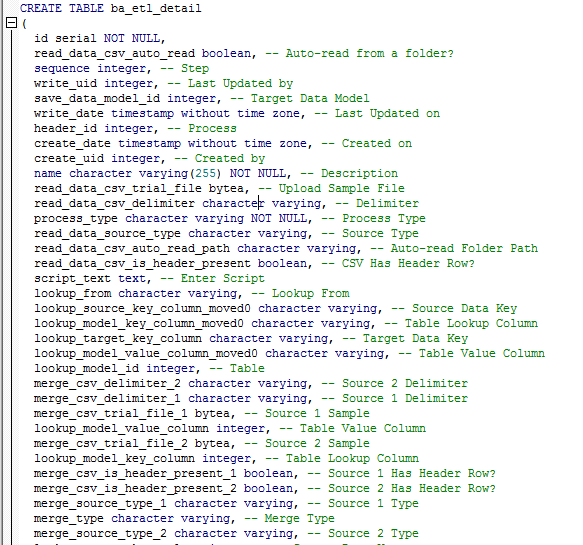 CREATE TABLE ba_etl_detail
(
id serial NOT NULL,
read_data_csv_auto_read boolean, -- Auto-read from a folder?
sequence integer, -- Step
write_uid integer, -- Last Updated by
save_data_model_id integer, -- Target Data Model
write_date timestamp without time zone, -- Last Updated on
header_id integer, -- Process
create_date timestamp without time zone, -- Created on
create_uid integer, -- Created by
name character varying(255) NOT NULL, -- Description
read_data_csv_trial_file bytea, -- Upload Sample File
read_data_csv_delimiter character varying, -- Delimiter
process_type character varying NOT NULL, -- Process Type
read_data_source_type character varying, -- Source Type
read_data_csv_auto_read_path character varying, -- Auto-read Folder Path
read_data_csv_is_header_present boolean, -- CSV Has Header Row?
script_text text, -- Enter Script
lookup_from character varying, -- Lookup From
lookup_source_key_column_moved0 character varying, -- Source Data Key
lookup_model_key_column_moved0 character varying, -- Table Lookup Column
lookup_target_key_column character varying, -- Target Data Key
lookup_model_value_column_moved0 character varying, -- Table Value Column
lookup_model_id integer, -- Table
merge_csv_delimiter_2 character varying, -- Source 2 Delimiter
merge_csv_delimiter_1 character varying, -- Source 1 Delimiter
merge_csv_trial_file_1 bytea, -- Source 1 Sample
lookup_model_value_column integer, -- Table Value Column
merge_csv_trial_file_2 bytea, -- Source 2 Sample
lookup_model_key_column integer, -- Table Lookup Column
merge_csv_is_header_present_1 boolean, -- Source 1 Has Header Row?
merge_csv_is_header_present_2 boolean, -- Source 2 Has Header Row?
merge_source_type_1 character varying, -- Source 1 Type
merge_type character varying, -- Merge Type
merge_source_type_2 character varying, -- Source 2 Type